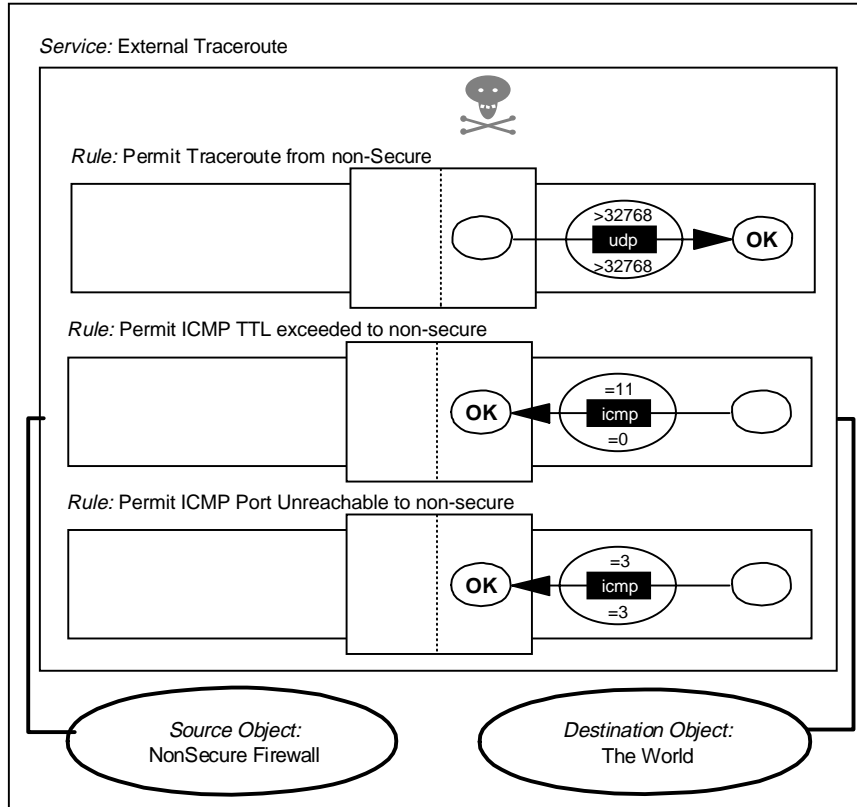 Service: External Traceroute
Rule: Permit Traceroute from non-Secure
>32768
udp
>32768
OK
Rule: Permit ICMP TTL exceeded to non-secure
OK
=11
icmp
=0
Rule: Permit ICMP Port Unreachable to non-secure
OK
=3
icmp
=3
Source Object:
NonSecure Firewall
Destination Object:
The World